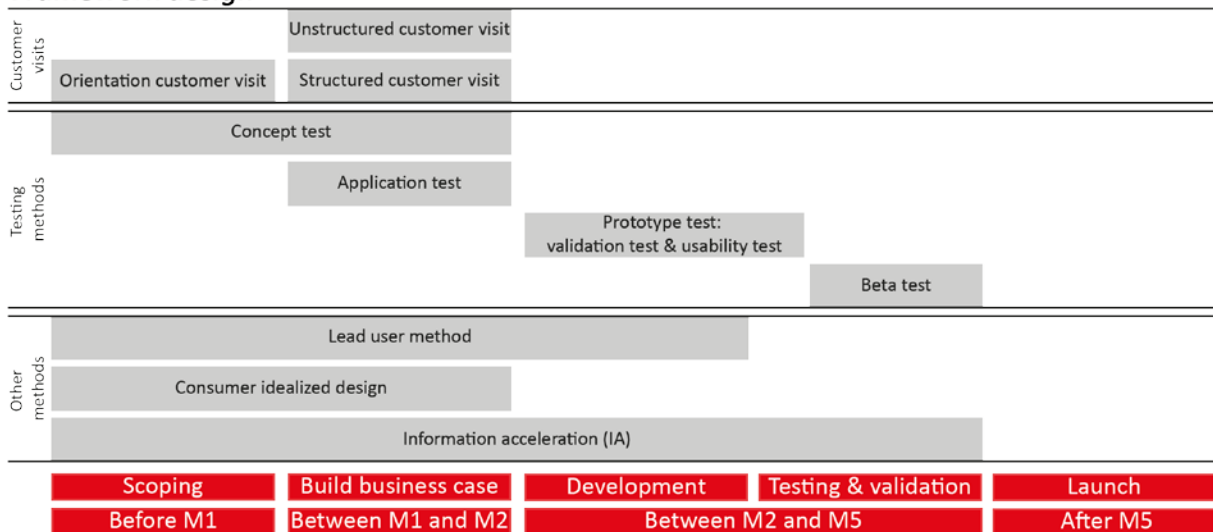 Customer
visits
Unstructured customer visit
Orientation customer visit
Structured customer visit
Testing
methods
Concept test
Application test
Prototype test:
validation test & usability test
Beta test
Other
methods
Lead user method
Consumer idealized design
Information acceleration (IA)
Scoping
Build business case
Development
Testing & validation
Launch
Before M1
Between M1 and M2
Between M2 and M5
After M5